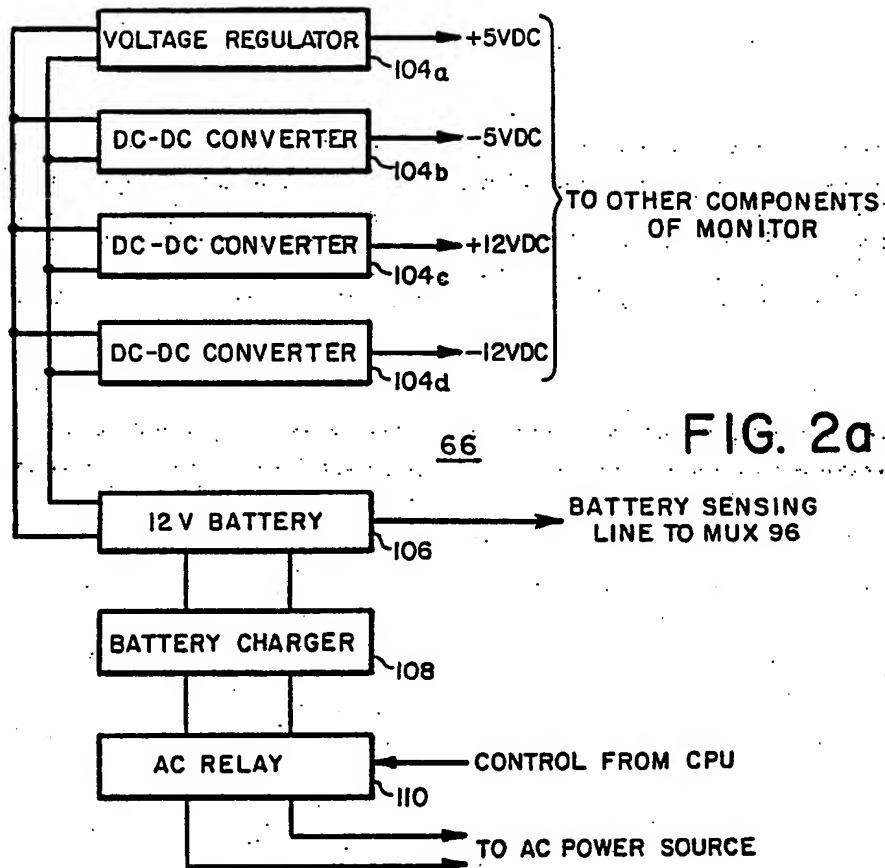 VOLTAGE REGULATOR
+5VDC
104a
DC-DC CONVERTER
-5VDC
104b
TO OTHER COMPONENTS
OF MONITOR
DC-DC CONVERTER
+12VDC
104c
DC-DC CONVERTER
-12VDC
104d
66
FIG. 2a
12V BATTERY
BATTERY SENSING
LINE TO MUX 96
106
BATTERY CHARGER
108
AC RELAY
CONTROL FROM CPU
110
TO AC POWER SOURCE